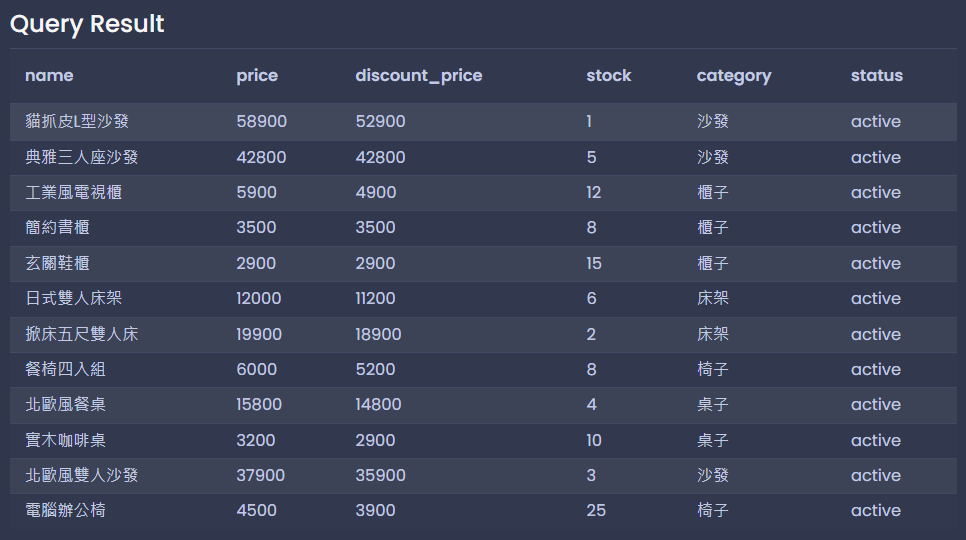 Query Result
name price discount_price stock category status
貓抓皮L型沙發 58900 52900 1 沙發 active
典雅三人座沙發 42800 42800 5 沙發 active
工業風電視櫃 5900 4900 12 櫃子 active
簡約書櫃 3500 3500 8 櫃子 active
玄關鞋櫃 2900 2900 15 櫃子 active
日式雙人床架 12000 11200 6 床架 active
掀床五尺雙人床 19900 18900 2 床架 active
餐椅四入組 6000 5200 8 椅子 active
北歐風餐桌 15800 14800 4 桌子 active
實木咖啡桌 3200 2900 10 桌子 active
北歐風雙人沙發 37900 35900 3 沙發 active
電腦辦公椅 4500 3900 25 椅子 active